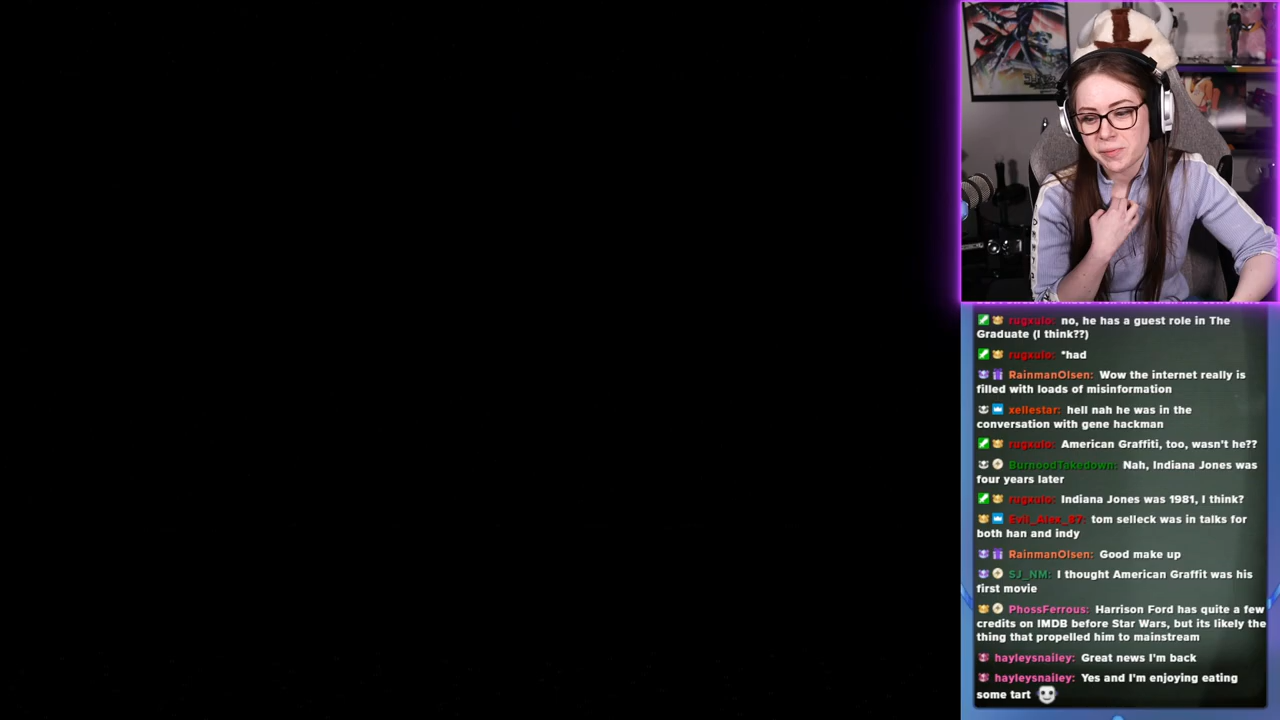 rugxulo: no, he has a guest role in The
Graduate (I think??)
rugxulo: *had
RainmanOlsen: Wow the internet really is
filled with loads of misinformation
xellestar: hell nah he was in the
conversation with gene hackman
rugxulo: American Graffiti, too, wasn't he??
BurnoodTakedown: Nah, Indiana Jones was
four years later
rugxulo: Indiana Jones was 1981, I think?
Evil_Alex_87: tom selleck was in talks for
both han and indy
RainmanOlsen: Good make up
SJ_NM: I thought American Graffit was his
first movie
PhossFerrous: Harrison Ford has quite a few
credits on IMDB before Star Wars, but its likely the
thing that propelled him to mainstream
hayleysnailey: Great news I'm back
hayleysnailey: Yes and I'm enjoying eating
some tart